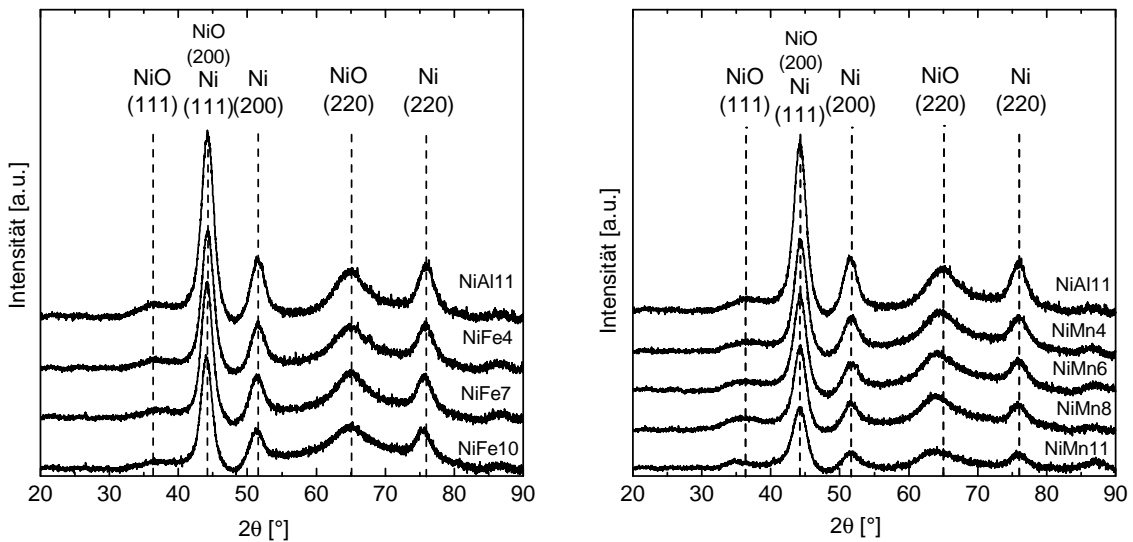 NiO
(200)
NiO Ni Ni NiO Ni
(111) (111) (200) (220) (220)
Intensität [a.u.]
NiAl11
NiFe4
NiFe7
NiFe10
20 30 40 50 60 70 80 90
2θ [°]
NiO
(200)
NiO Ni Ni NiO Ni
(111) (111) (200) (220) (220)
Intensität [a.u.]
NiAl11
NiMn4
NiMn6
NiMn8
NiMn11
20 30 40 50 60 70 80 90
2θ [°]